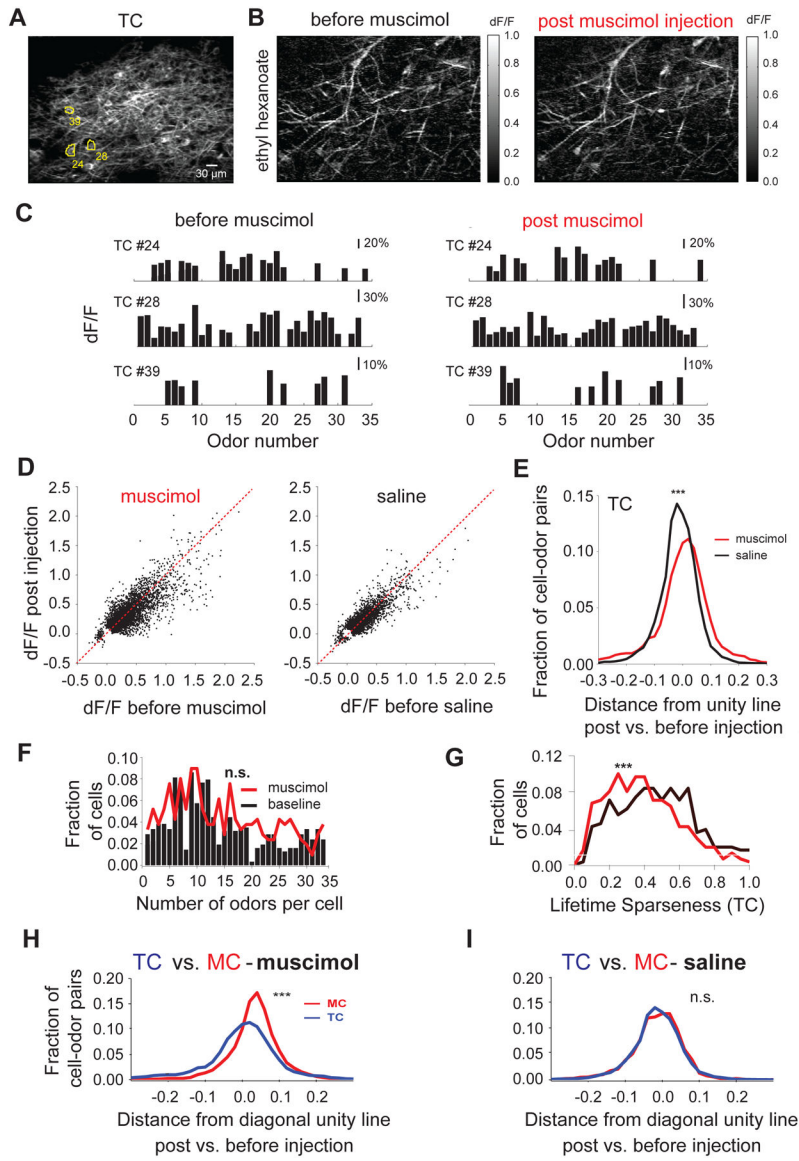 A
TC
39
28
24
30 µm
B
before muscimol
post muscimol injection
ethyl hexanoate
dF/F
1.0
0.8
0.6
0.4
0.2
0.0
dF/F
1.0
0.8
0.6
0.4
0.2
0.0
C
before muscimol
post muscimol
dF/F
TC #24
20%
TC #28
30%
TC #39
10%
0 5 10 15 20 25 30 35
Odor number
TC #24
20%
TC #28
30%
TC #39
10%
0 5 10 15 20 25 30 35
Odor number
D
muscimol
dF/F post injection
2.5
2.0
1.5
1.0
0.5
0.0
-0.5
-0.5 0.0 0.5 1.0 1.5 2.0 2.5
dF/F before muscimol
saline
2.5
2.0
1.5
1.0
0.5
0.0
-0.5
-0.5 0.0 0.5 1.0 1.5 2.0 2.5
dF/F before saline
E
TC
***
muscimol
saline
Fraction of cell-odor pairs
0.15
0.10
0.05
0.00
-0.3 -0.1 0.0 0.1 0.2 0.3
Distance from unity line
post vs. before injection
F
n.s.
muscimol
baseline
Fraction
of cells
0.10
0.08
0.06
0.04
0.02
0.00
0 5 10 15 20 25 30 35
Number of odors per cell
G
***
Fraction
of cells
0.12
0.08
0.04
0.00
0.0 0.2 0.4 0.6 0.8 1.0
Lifetime Sparseness (TC)
H
TC vs. MC - muscimol
***
MC
TC
Fraction of
cell-odor pairs
0.20
0.15
0.10
0.05
0.00
-0.2 -0.1 0.0 0.1 0.2
Distance from diagonal unity line
post vs. before injection
I
TC vs. MC - saline
n.s.
0.20
0.15
0.10
0.05
0.00
-0.2 -0.1 0.0 0.1 0.2
Distance from diagonal unity line
post vs. before injection